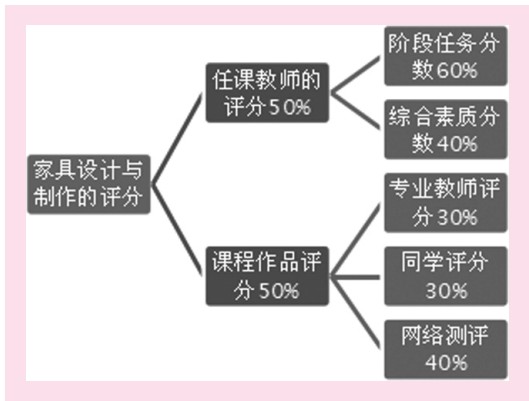 家具设计与
制作的评分
任课教师的
评分50%
阶段任务分
数60%
综合素质分
数40%
课程作品评
分50%
专业教师评
分30%
同学评分
30%
网络测评
40%